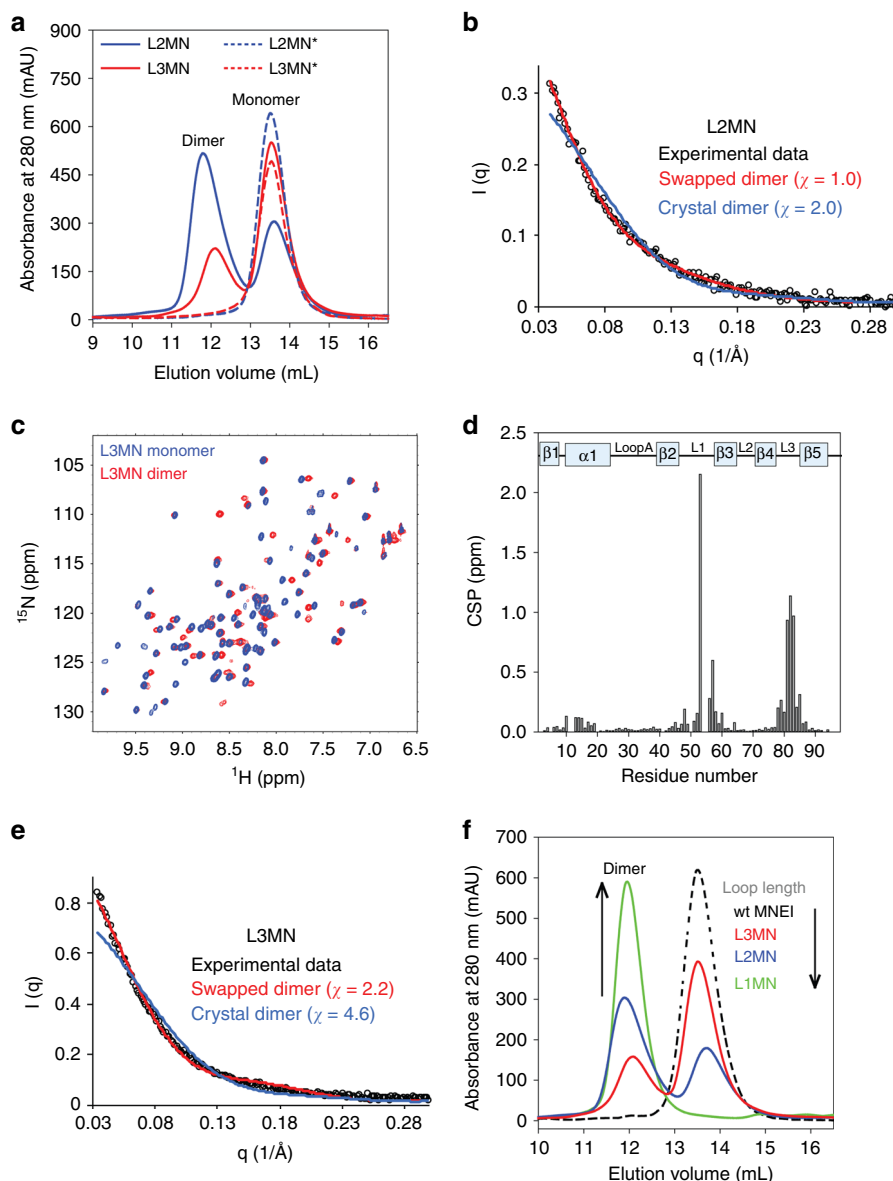 a
900
750
600
450
300
150
0
Absorbance at 280 nm (mAU)
L2MN
L3MN
L2MN*
L3MN*
Monomer
Dimer
9 10 11 12 13 14 15 16
Elution volume (mL)
b
0.3
0.2
0.1
0
I (q)
L2MN
Experimental data
Swapped dimer (χ = 1.0)
Crystal dimer (χ = 2.0)
0.03 0.08 0.13 0.18 0.23 0.28
q (1/Å)
c
L3MN monomer
L3MN dimer
105
110
115
120
125
130
15N (ppm)
9.5 9.0 8.5 8.0 7.5 7.0 6.5
1H (ppm)
d
2.5
2.0
1.5
1.0
0.5
0.0
CSP (ppm)
β1 α1 LoopA β2 L1 β3 L2 β4 L3 β5
10 20 30 40 50 60 70 80 90
Residue number
e
0.8
0.6
0.4
0.2
0
I (q)
L3MN
Experimental data
Swapped dimer (χ = 2.2)
Crystal dimer (χ = 4.6)
0.03 0.08 0.13 0.18 0.28
q (1/Å)
f
700
600
500
400
300
200
100
0
Absorbance at 280 nm (mAU)
Dimer
Loop length
wt MNEI
L3MN
L2MN
L1MN
10 11 12 13 14 15 16
Elution volume (mL)